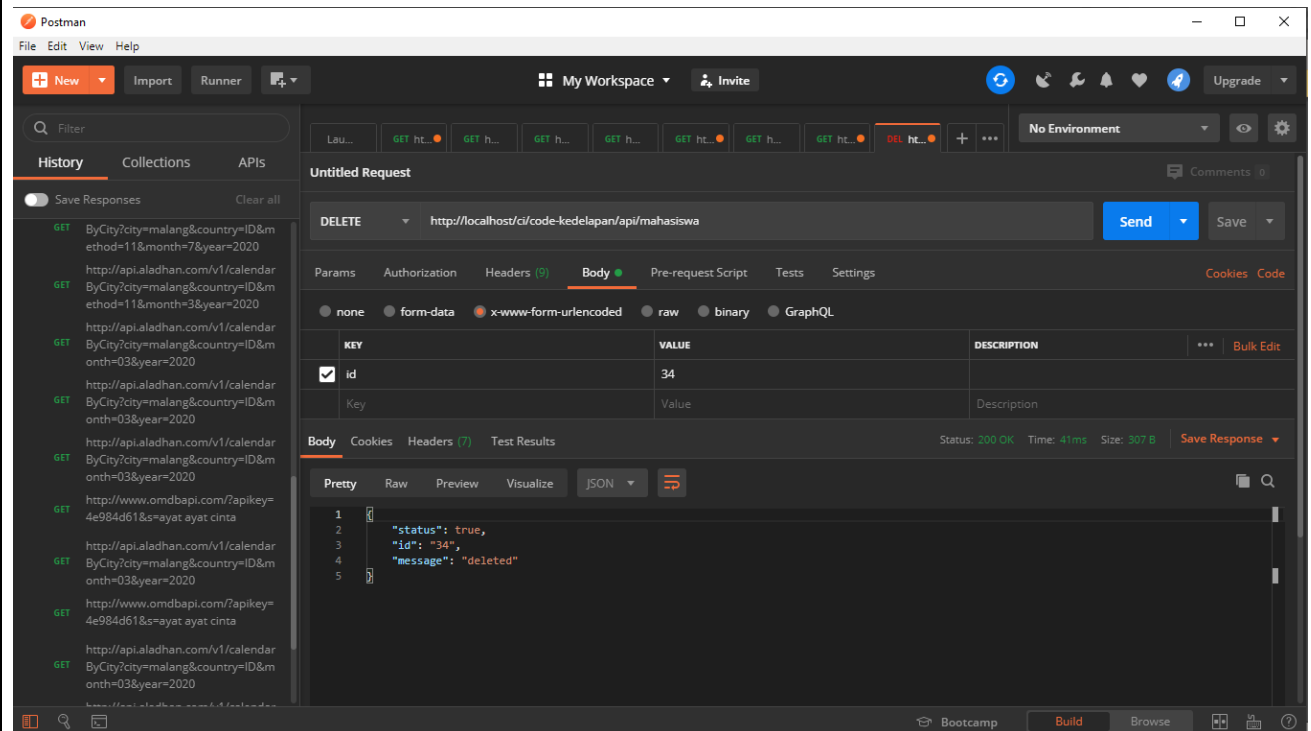 Postman
File Edit View Help
New Import Runner My Workspace Invite Upgrade
Filter
History Collections APIs
Save Responses Clear all
GET ByCity?city=malang&country=ID&m
ethod=11&month=7&year=2020
http://api.aladhan.com/v1/calendar
GET ByCity?city=malang&country=ID&m
ethod=11&month=3&year=2020
http://api.aladhan.com/v1/calendar
GET ByCity?city=malang&country=ID&m
onth=03&year=2020
http://api.aladhan.com/v1/calendar
GET ByCity?city=malang&country=ID&m
onth=03&year=2020
http://api.aladhan.com/v1/calendar
GET ByCity?city=malang&country=ID&m
onth=03&year=2020
http://www.omdbapi.com/?apikey=
GET
4e984d61&s=ayat ayat cinta
http://api.aladhan.com/v1/calendar
GET ByCity?city=malang&country=ID&m
onth=03&year=2020
http://www.omdbapi.com/?apikey=
GET
4e984d61&s=ayat ayat cinta
http://api.aladhan.com/v1/calendar
GET ByCity?city=malang&country=ID&m
onth=03&year=2020
Lau... GET ht... GET h... GET h... GET h... GET ht... GET h... GET ht... DEL ht... + ••• No Environment
Untitled Request Comments 0
DELETE http://localhost/ci/code-kedelapan/api/mahasiswa Send Save
Params Authorization Headers (9) Body Pre-request Script Tests Settings Cookies Code
none form-data x-www-form-urlencoded raw binary GraphQL
KEY VALUE DESCRIPTION ••• Bulk Edit
id 34
Key Value Description
Body Cookies Headers (7) Test Results Status: 200 OK Time: 41ms Size: 307 B Save Response
Pretty Raw Preview Visualize JSON
1 {
2 "status": true,
3 "id": "34",
4 "message": "deleted"
5 }
Bootcamp Build Browse